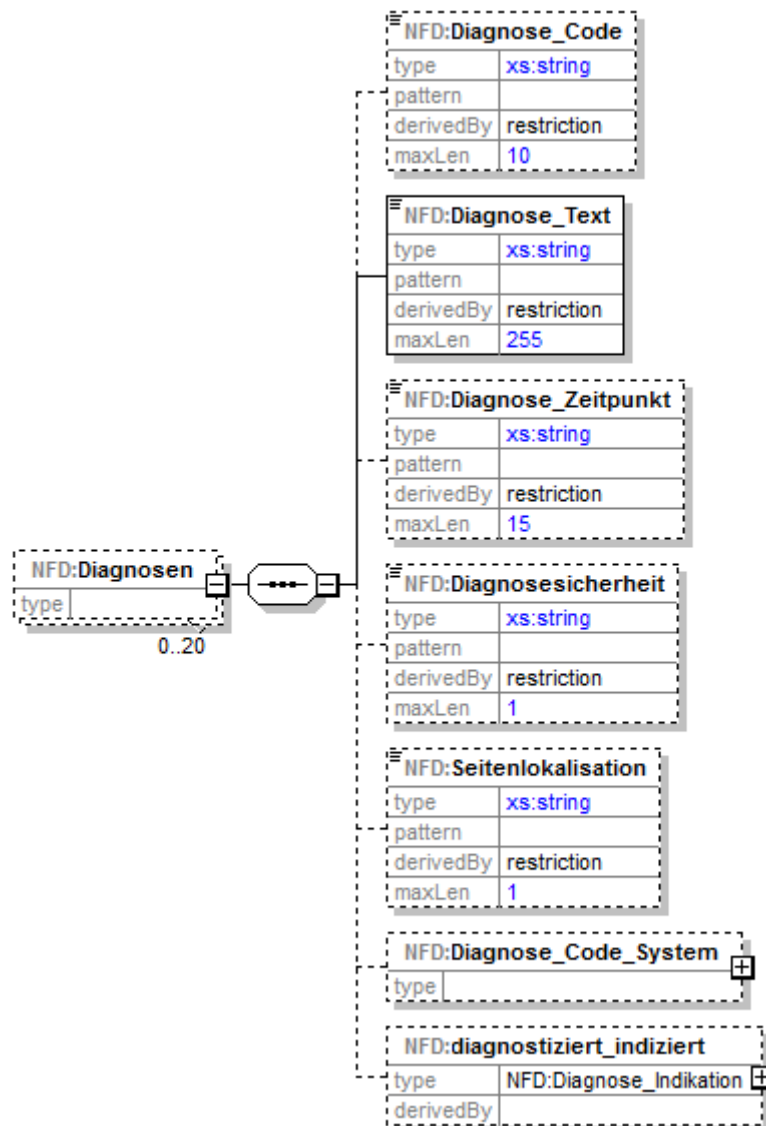 NFD:Diagnose_Code
type xs:string
pattern
derivedBy restriction
maxLen 10
NFD:Diagnose_Text
type xs:string
pattern
derivedBy restriction
maxLen 255
NFD:Diagnose_Zeitpunkt
type xs:string
pattern
derivedBy restriction
maxLen 15
NFD:Diagnosen
type
0..20
NFD:Diagnosesicherheit
type xs:string
pattern
derivedBy restriction
maxLen 1
NFD:Seitenlokalisation
type xs:string
pattern
derivedBy restriction
maxLen 1
NFD:Diagnose_Code_System
type
NFD:diagnostiziert_indiziert
type NFD:Diagnose_Indikation
derivedBy